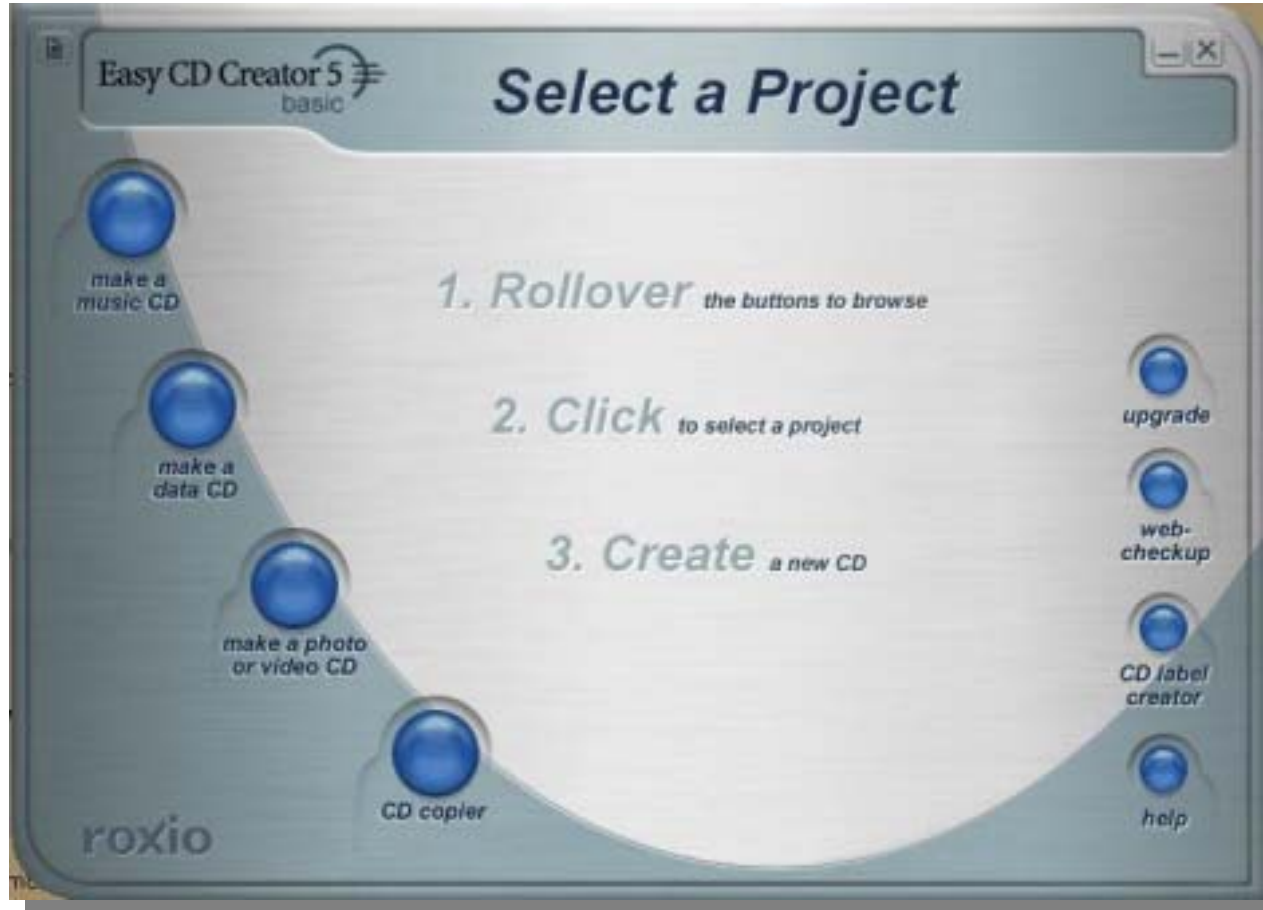 Easy CD Creator 5
basic
Select a Project
make a
music CD
1. Rollover the buttons to browse
make a
data CD
2. Click to select a project
make a photo
or video CD
3. Create a new CD
CD copier
upgrade
web-
checkup
CD label
creator
help
roxio